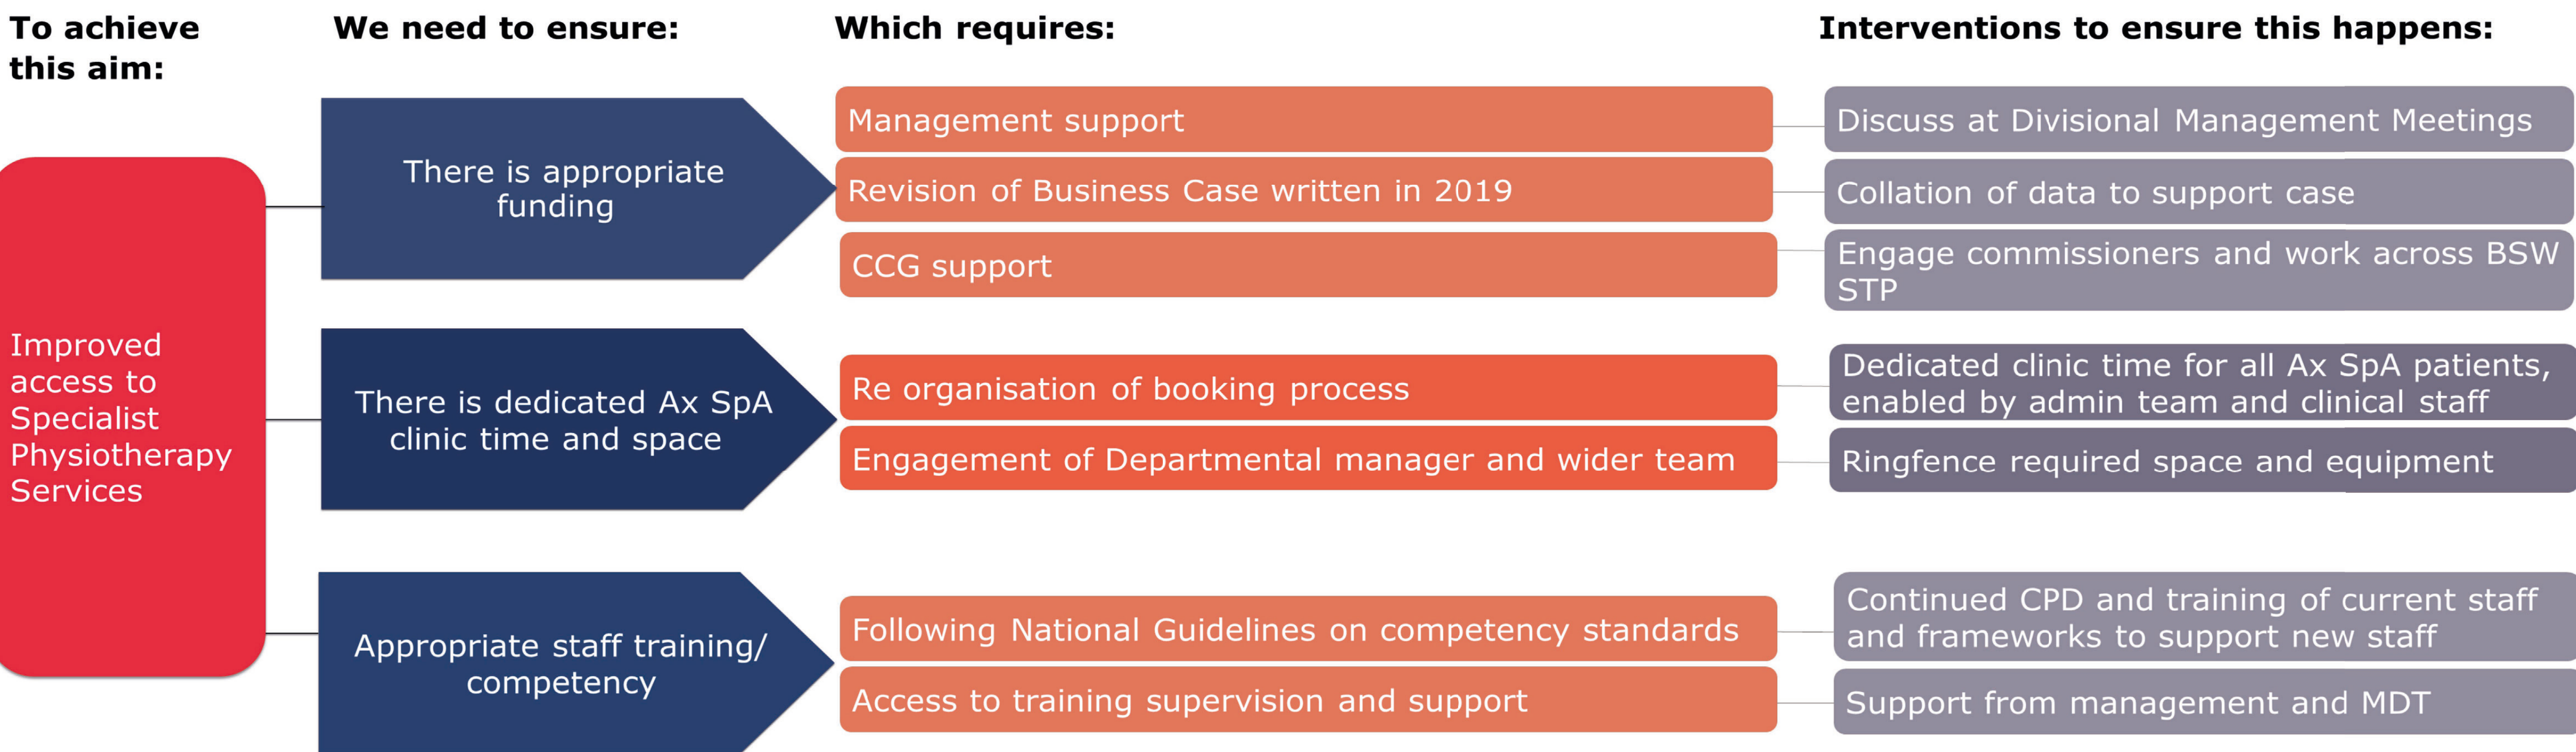 To achieve
this aim:
We need to ensure:
Which requires:
Interventions to ensure this happens:
Improved
access to
Specialist
Physiotherapy
Services
There is appropriate
funding
Management support
Discuss at Divisional Management Meetings
Revision of Business Case written in 2019
Collation of data to support case
CCG support
Engage commissioners and work across BSW
STP
There is dedicated Ax SpA
clinic time and space
Re organisation of booking process
Dedicated clinic time for all Ax SpA patients,
enabled by admin team and clinical staff
Engagement of Departmental manager and wider team
Ringfence required space and equipment
Appropriate staff training/
competency
Following National Guidelines on competency standards
Continued CPD and training of current staff
and frameworks to support new staff
Access to training supervision and support
Support from management and MDT